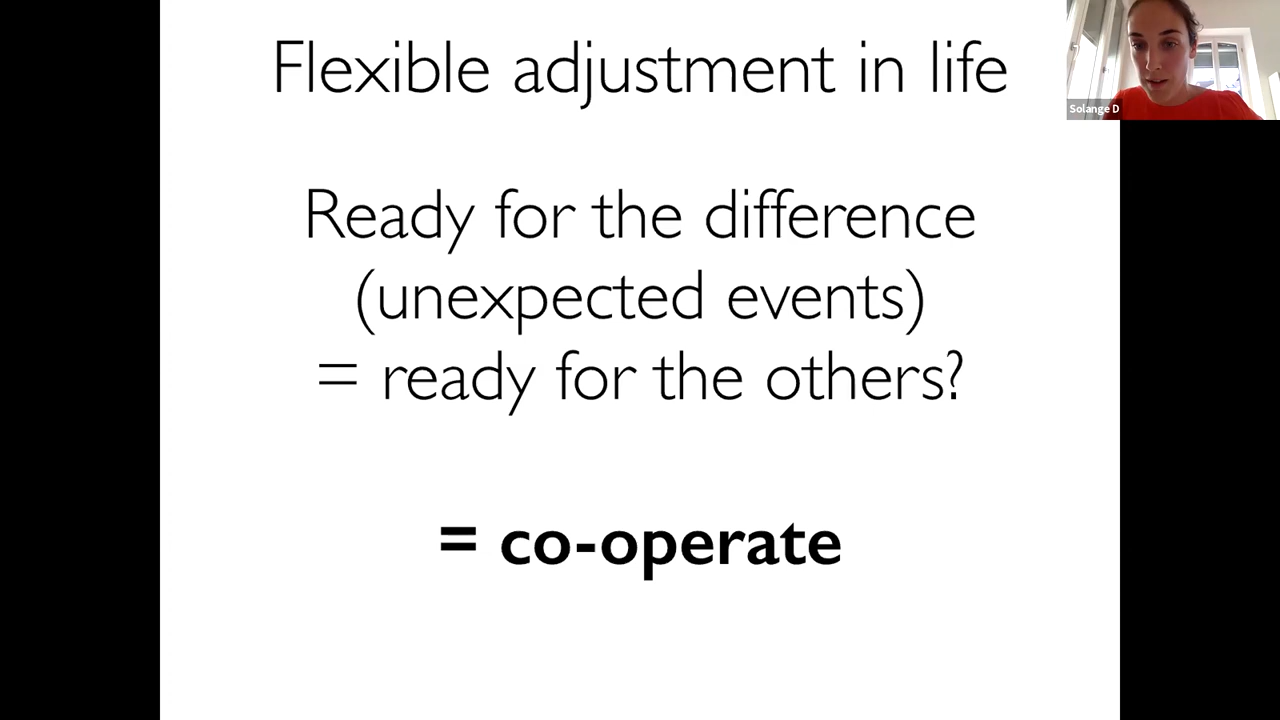 Flexible adjustment in life
Solange D
Ready for the difference
(unexpected events)
= ready for the others?
= co-operate